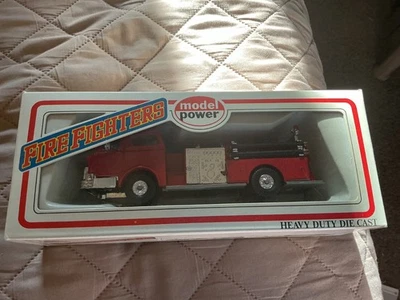 FIRE FIGHTERS
model
power
HEAVY DUTY DIE CAST